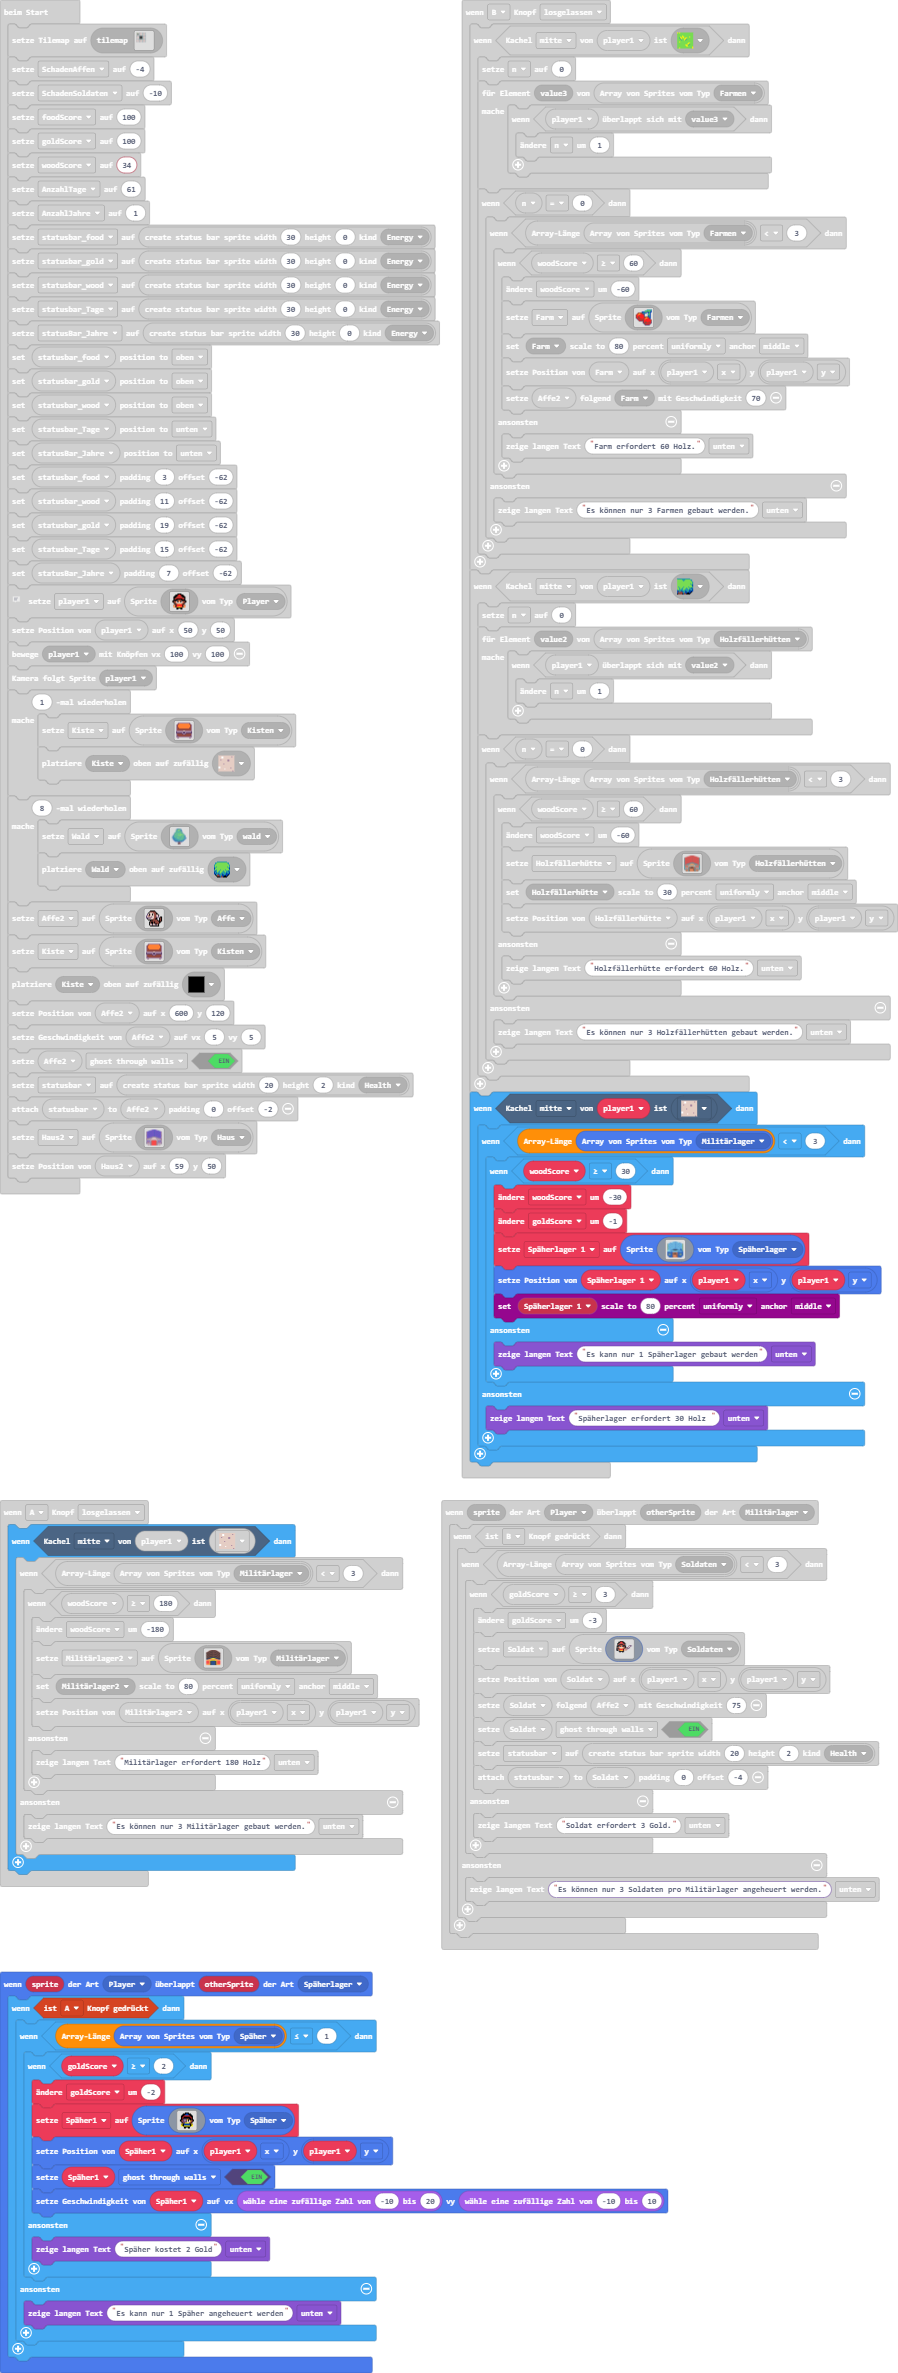 beim Start
setze Tilemap auf tilemap
setze SchadenAffen auf -4
setze SchadenSoldaten auf -10
setze foodScore auf 100
setze goldScore auf 100
setze woodScore auf 34
setze AnzahlTage auf 61
setze AnzahlJahre auf 1
setze statusbar_food auf create status bar sprite width 30 height 0 kind Energy
setze statusbar_gold auf create status bar sprite width 30 height 0 kind Energy
setze statusbar_wood auf create status bar sprite width 30 height 0 kind Energy
setze statusbar_Tage auf create status bar sprite width 30 height 0 kind Energy
setze statusBar_Jahre auf create status bar sprite width 30 height 0 kind Energy
set statusbar_food position to oben
set statusbar_gold position to oben
set statusbar_wood position to oben
set statusbar_Tage position to unten
set statusBar_Jahre position to unten
set statusbar_food padding 3 offset -62
set statusbar_wood padding 11 offset -62
set statusbar_gold padding 19 offset -62
set statusbar_Tage padding 15 offset -62
set statusBar_Jahre padding 7 offset -62
setze player1 auf Sprite vom Typ Player
setze Position von player1 auf x 50 y 50
bewege player1 mit Knöpfen vx 100 vy 100
Kamera folgt Sprite player1
1 -mal wiederholen
mache
setze Kiste auf Sprite vom Typ Kisten
platziere Kiste oben auf zufällig
8 -mal wiederholen
mache
setze Wald auf Sprite vom Typ wald
platziere Wald oben auf zufällig
setze Affe2 auf Sprite vom Typ Affe
setze Kiste auf Sprite vom Typ Kisten
platziere Kiste oben auf zufällig
setze Position von Affe2 auf x 600 y 120
setze Geschwindigkeit von Affe2 auf vx 5 vy 5
setze Affe2 ghost through walls EIN
setze statusbar auf create status bar sprite width 20 height 2 kind Health
attach statusbar to Affe2 padding 0 offset -2
setze Haus2 auf Sprite vom Typ Haus
setze Position von Haus2 auf x 59 y 50
wenn B Knopf losgelassen
wenn Kachel mitte von player1 ist dann
setze n auf 0
für Element value3 von Array von Sprites vom Typ Farmen
mache
wenn player1 überlappt sich mit value3 dann
ändere n um 1
wenn n = 0 dann
wenn Array-Länge Array von Sprites vom Typ Farmen < 3 dann
wenn woodScore ≥ 60 dann
ändere woodScore um -60
setze Farm auf Sprite vom Typ Farmen
set Farm scale to 80 percent uniformly anchor middle
setze Position von Farm auf x player1 x y player1 y
setze Affe2 folgend Farm mit Geschwindigkeit 70
ansonsten
zeige langen Text "Farm erfordert 60 Holz." unten
ansonsten
zeige langen Text "Es können nur 3 Farmen gebaut werden." unten
wenn Kachel mitte von player1 ist dann
setze n auf 0
für Element value2 von Array von Sprites vom Typ Holzfällerhütten
mache
wenn player1 überlappt sich mit value2 dann
ändere n um 1
wenn n = 0 dann
wenn Array-Länge Array von Sprites vom Typ Holzfällerhütten < 3 dann
wenn woodScore ≥ 60 dann
ändere woodScore um -60
setze Holzfällerhütte auf Sprite vom Typ Holzfällerhütten
set Holzfällerhütte scale to 30 percent uniformly anchor middle
setze Position von Holzfällerhütte auf x player1 x y player1 y
ansonsten
zeige langen Text "Holzfällerhütte erfordert 60 Holz." unten
ansonsten
zeige langen Text "Es können nur 3 Holzfällerhütten gebaut werden." unten
wenn Kachel mitte von player1 ist dann
wenn Array-Länge Array von Sprites vom Typ Militärlager < 3 dann
wenn woodScore ≥ 30 dann
ändere woodScore um -30
ändere goldScore um -1
setze Späherlager 1 auf Sprite vom Typ Späherlager
setze Position von Späherlager 1 auf x player1 x y player1 y
set Späherlager 1 scale to 80 percent uniformly anchor middle
ansonsten
zeige langen Text "Es kann nur 1 Späherlager gebaut werden" unten
ansonsten
zeige langen Text "Späherlager erfordert 30 Holz " unten
wenn A Knopf losgelassen
wenn Kachel mitte von player1 ist dann
wenn Array-Länge Array von Sprites vom Typ Militärlager < 3 dann
wenn woodScore ≥ 180 dann
ändere woodScore um -180
setze Militärlager2 auf Sprite vom Typ Militärlager
set Militärlager2 scale to 80 percent uniformly anchor middle
setze Position von Militärlager2 auf x player1 x y player1 y
ansonsten
zeige langen Text "Militärlager erfordert 180 Holz" unten
ansonsten
zeige langen Text "Es können nur 3 Militärlager gebaut werden." unten
wenn sprite der Art Player überlappt otherSprite der Art Militärlager
wenn ist B Knopf gedrückt dann
wenn Array-Länge Array von Sprites vom Typ Soldaten < 3 dann
wenn goldScore ≥ 3 dann
ändere goldScore um -3
setze Soldat auf Sprite vom Typ Soldaten
setze Position von Soldat auf x player1 x y player1 y
setze Soldat folgend Affe2 mit Geschwindigkeit 75
setze Soldat ghost through walls EIN
setze statusbar auf create status bar sprite width 20 height 2 kind Health
attach statusbar to Soldat padding 0 offset -4
ansonsten
zeige langen Text "Soldat erfordert 3 Gold." unten
ansonsten
zeige langen Text "Es können nur 3 Soldaten pro Militärlager angeheuert werden." unten
wenn sprite der Art Player überlappt otherSprite der Art Späherlager
wenn ist A Knopf gedrückt dann
wenn Array-Länge Array von Sprites vom Typ Späher ≤ 1 dann
wenn goldScore ≥ 2 dann
ändere goldScore um -2
setze Späher1 auf Sprite vom Typ Späher
setze Position von Späher1 auf x player1 x y player1 y
setze Späher1 ghost through walls EIN
setze Geschwindigkeit von Späher1 auf vx wähle eine zufällige Zahl von -10 bis 20 vy wähle eine zufällige Zahl von -10 bis 10
ansonsten
zeige langen Text "Späher kostet 2 Gold" unten
ansonsten
zeige langen Text "Es kann nur 1 Späher angeheuert werden" unten